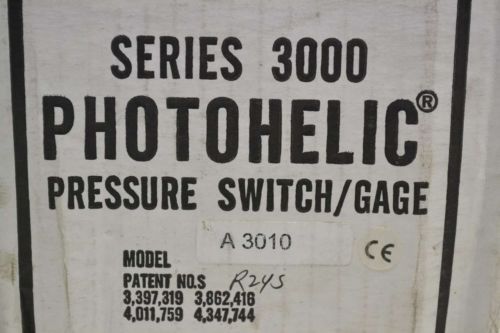 SERIES 3000
PHOTOHELIC®
PRESSURE SWITCH/GAGE
A 3010
MODEL
CE
PATENT NO.S R24S
3,397,319 3,862,416
4,011,759 4,347,744